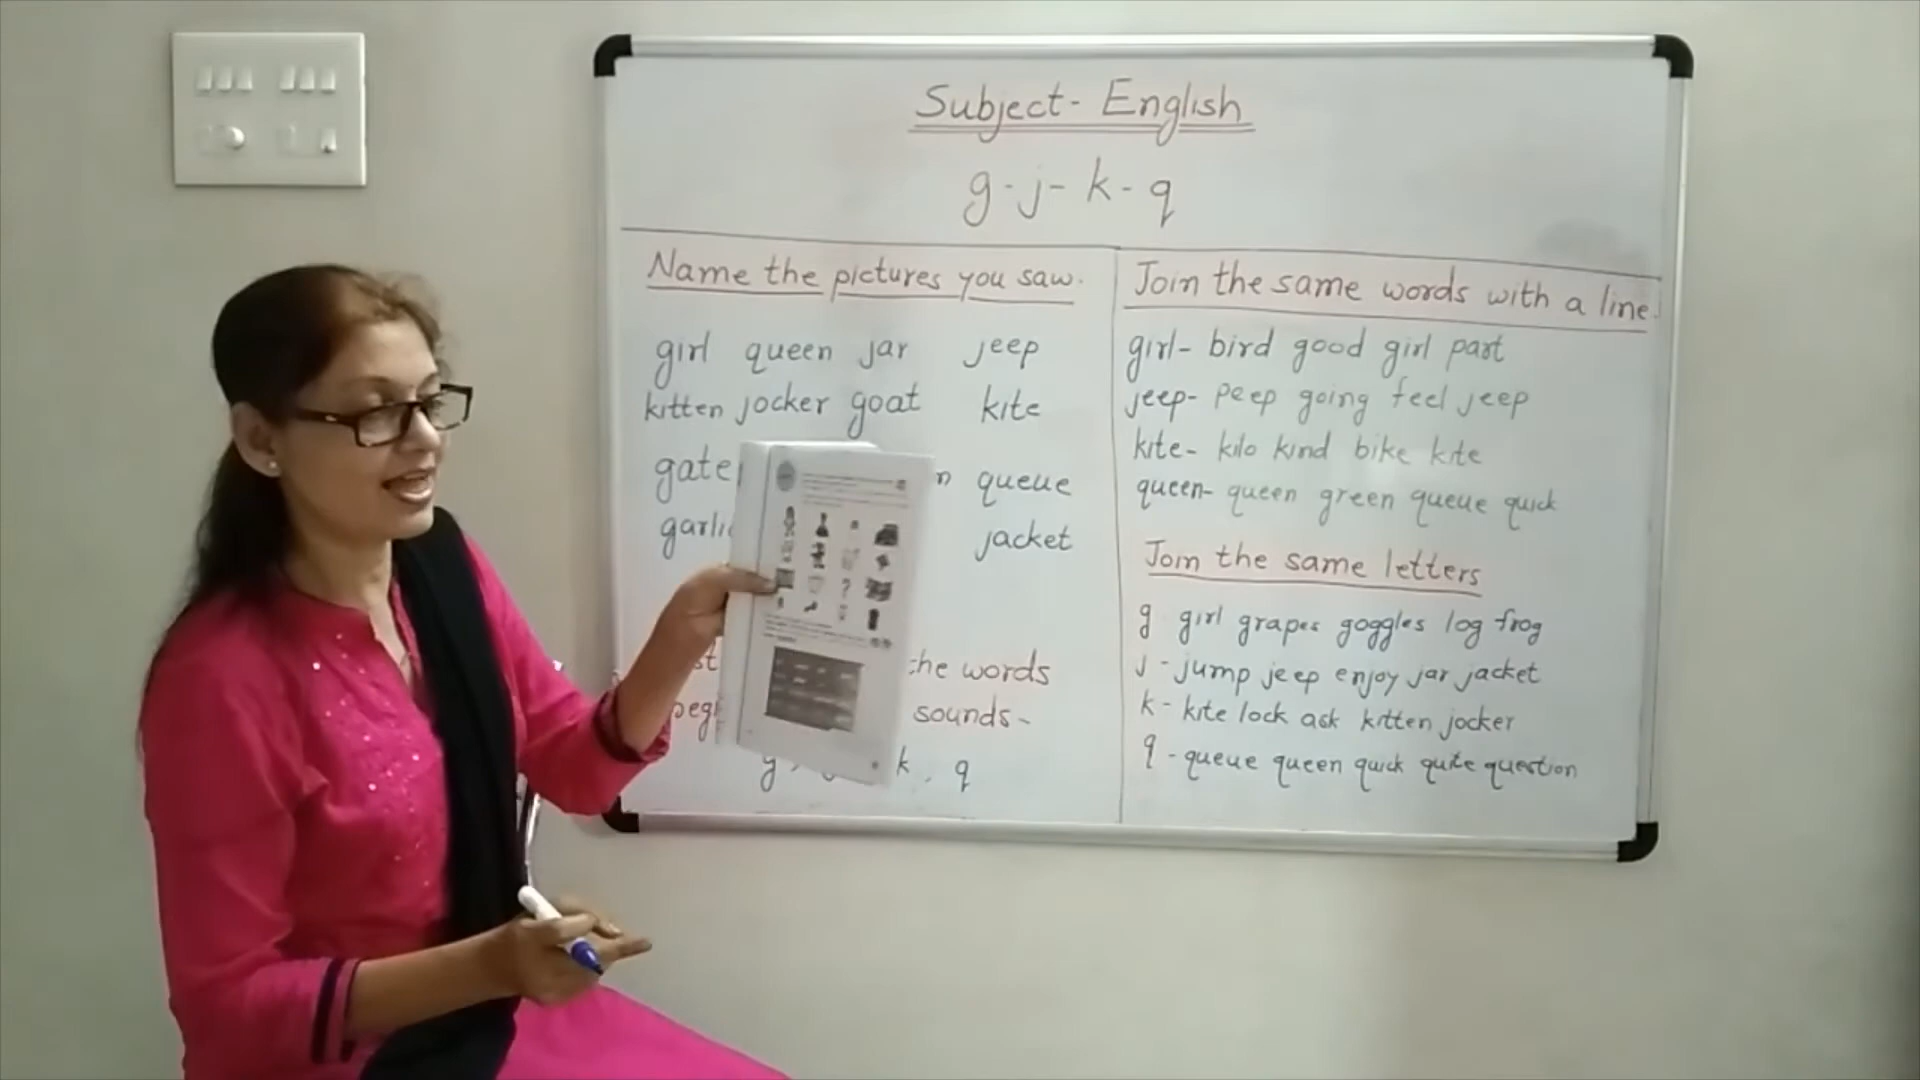 Subject - English
g - j - k - q
Name the pictures you saw.
girl queen jar jeep
kitten jocker goat kite
gate queue
jacket
the words
sounds -
k, q
Join the same words with a line.
girl - bird good girl part
jeep - peep going feel jeep
kite - kilo kind bike kite
queen - queen green queue quick
Join the same letters
g girl grapes goggles log frog
j - jump jeep enjoy jar jacket
k - kite lock ask kitten jocker
q - queue queen quick quite question